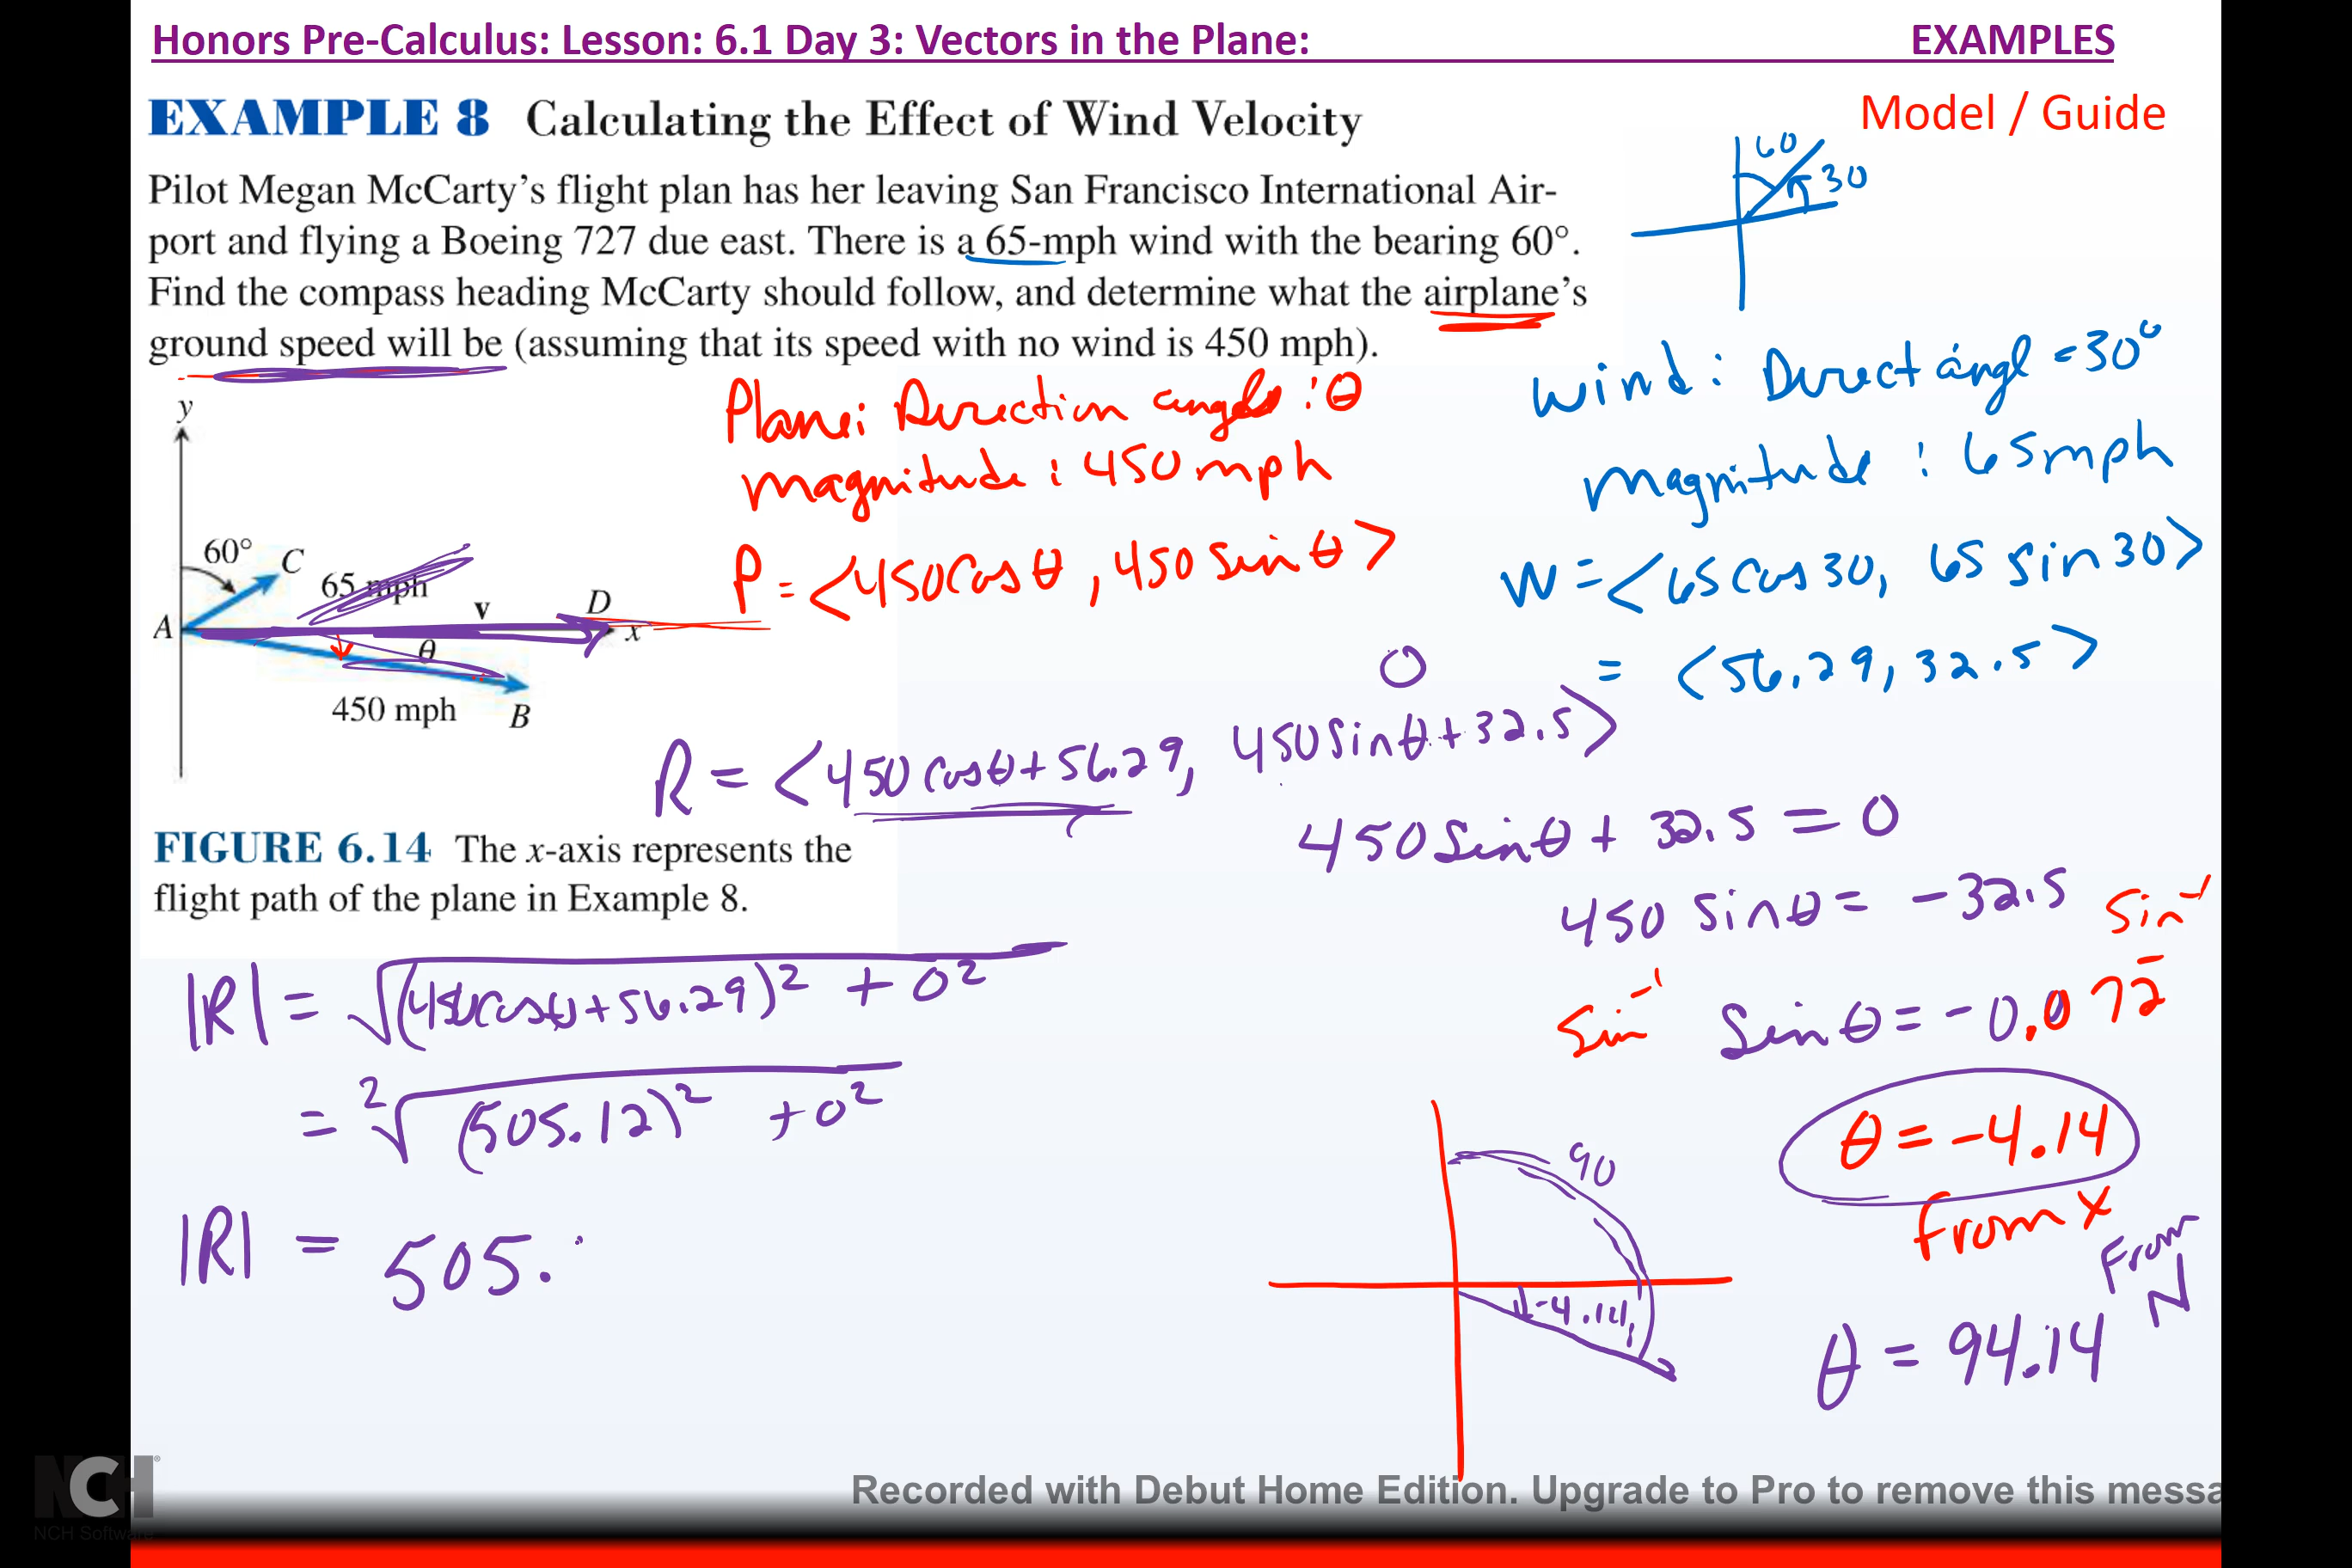 Honors Pre-Calculus: Lesson: 6.1 Day 3: Vectors in the Plane: EXAMPLES
EXAMPLE 8 Calculating the Effect of Wind Velocity
Model / Guide
Pilot Megan McCarty's flight plan has her leaving San Francisco International Air-
port and flying a Boeing 727 due east. There is a 65-mph wind with the bearing 60°.
Find the compass heading McCarty should follow, and determine what the airplane's
ground speed will be (assuming that its speed with no wind is 450 mph).
60
30
Plane: Direction angle : θ
magnitude : 450 mph
P = <450 cos θ, 450 sin θ>
wind: Direct angl = 30°
magnitude : 65 mph
W = <65 cos 30, 65 sin 30>
= <56.29, 32.5>
y
60°
C
65 mph
v
D
A
x
θ
450 mph
B
0
R = <450 cos θ + 56.29, 450 sin θ + 32.5>
450 sin θ + 32.5 = 0
450 sin θ = -32.5
sin⁻¹
sin⁻¹ sin θ = -0.072
θ = -4.14
from x
From
N
θ = 94.14
FIGURE 6.14 The x-axis represents the
flight path of the plane in Example 8.
|R| = √(450 cos θ + 56.29)² + 0²
= ²√(505.12)² + 0²
|R| = 505.
90
-4.14
NCH
NCH Software
Recorded with Debut Home Edition. Upgrade to Pro to remove this messa